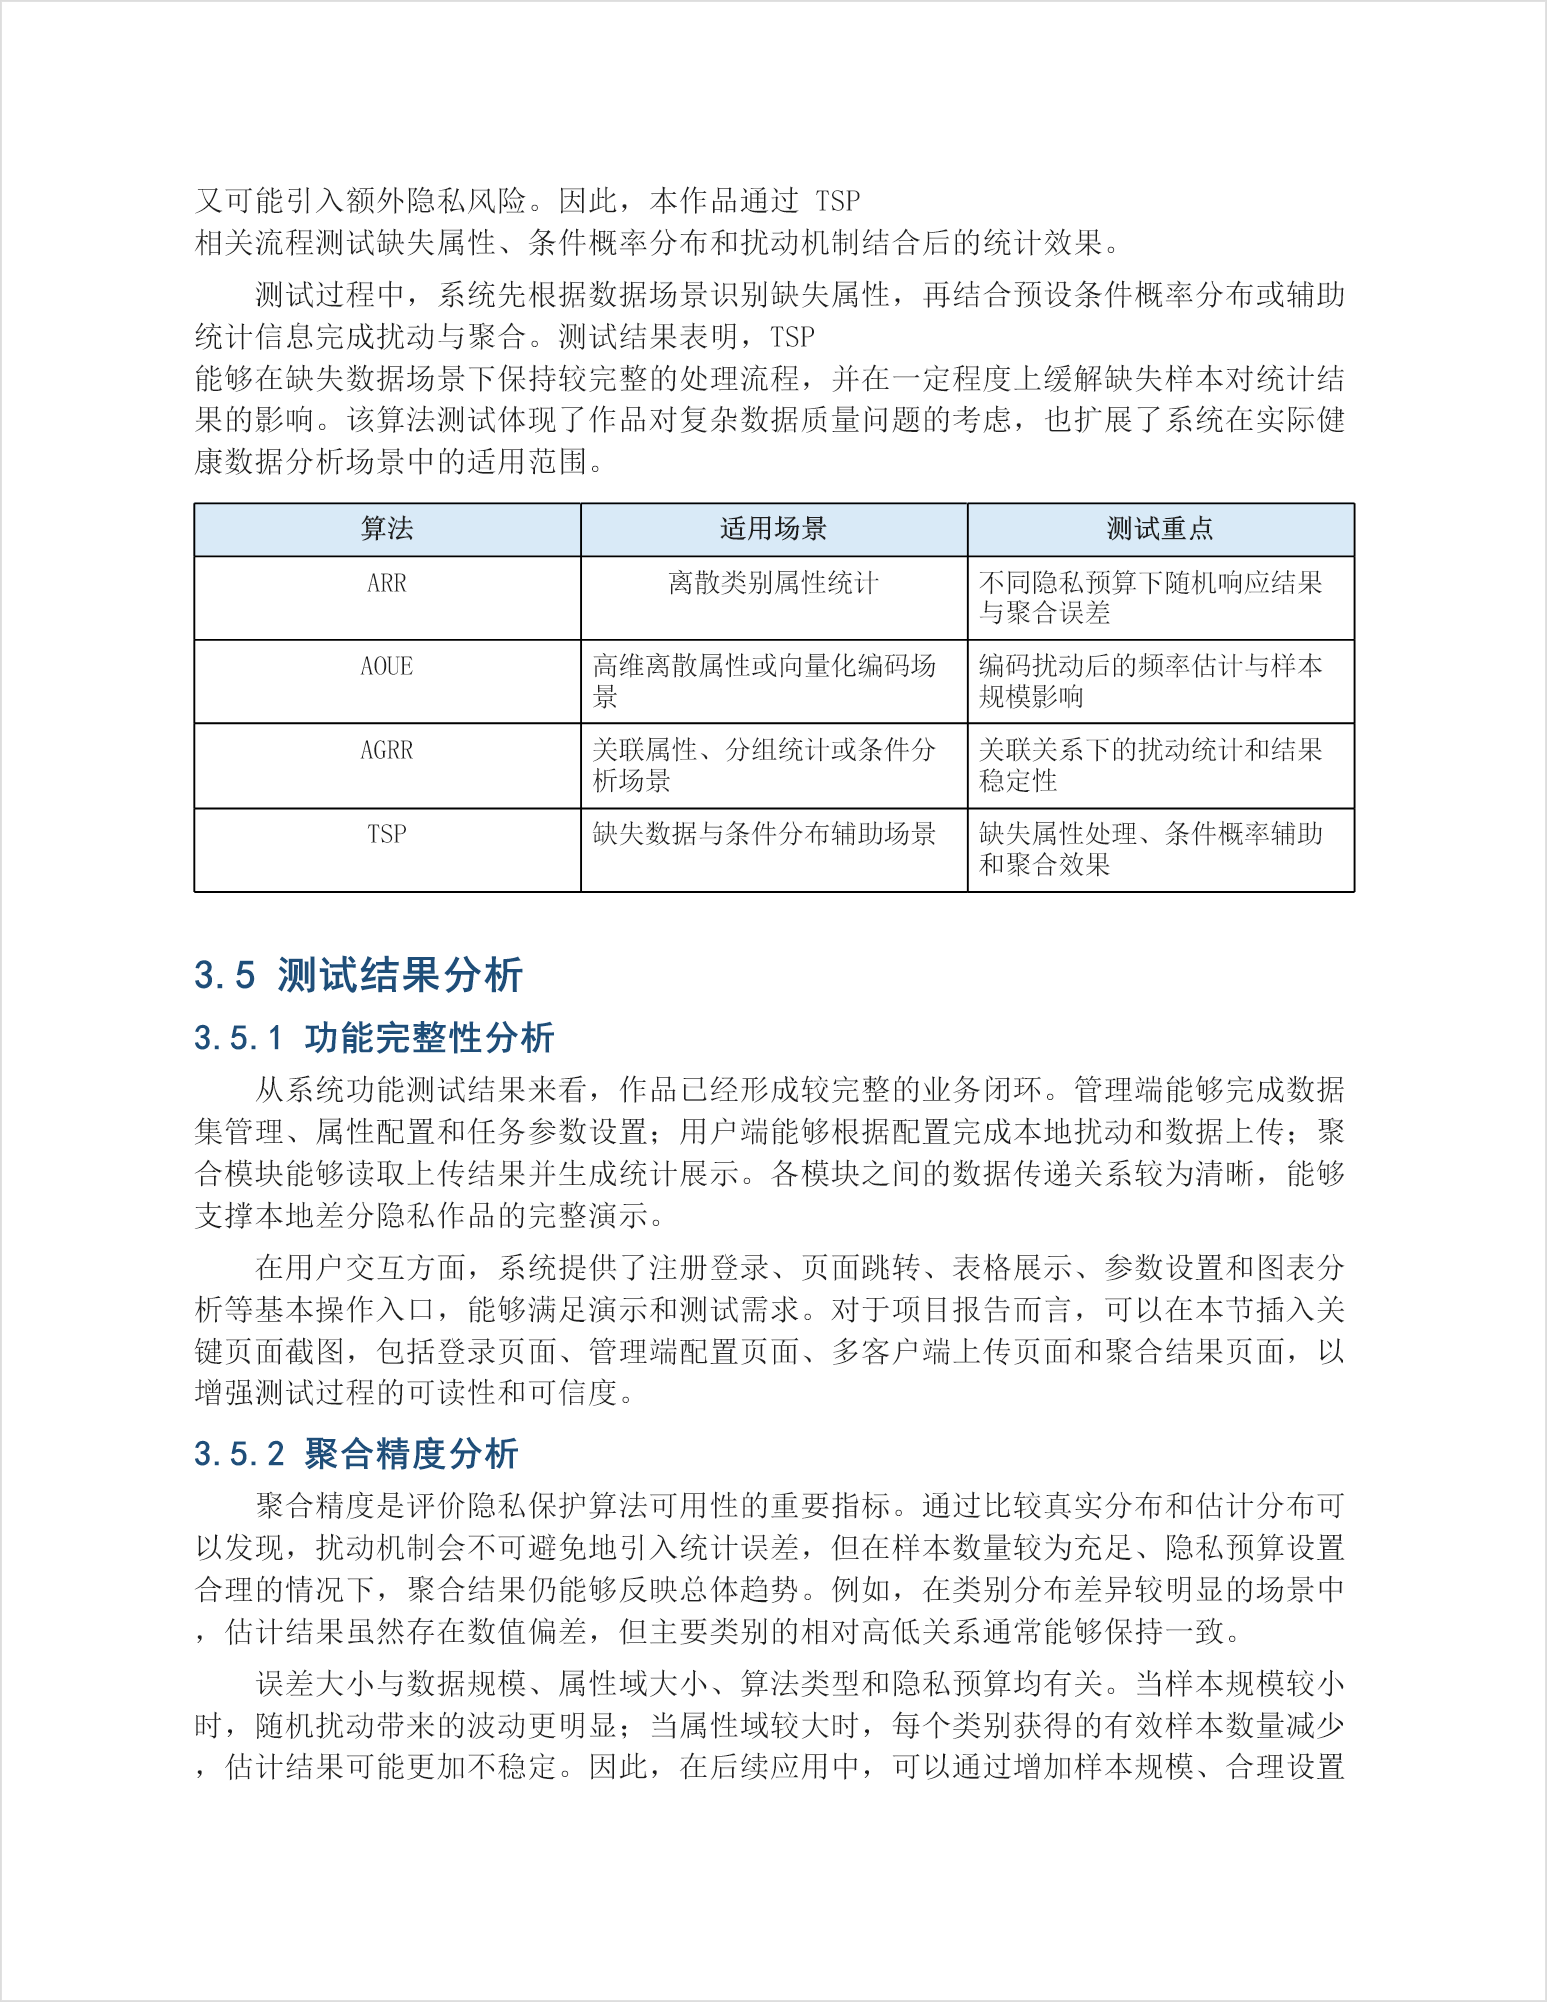 又可能引入额外隐私风险。因此，本作品通过 TSP
相关流程测试缺失属性、条件概率分布和扰动机制结合后的统计效果。
测试过程中，系统先根据数据场景识别缺失属性，再结合预设条件概率分布或辅助
统计信息完成扰动与聚合。测试结果表明，TSP
能够在缺失数据场景下保持较完整的处理流程，并在一定程度上缓解缺失样本对统计结
果的影响。该算法测试体现了作品对复杂数据质量问题的考虑，也扩展了系统在实际健
康数据分析场景中的适用范围。
算法 适用场景 测试重点
ARR 离散类别属性统计 不同隐私预算下随机响应结果
与聚合误差
AOUE 高维离散属性或向量化编码场 编码扰动后的频率估计与样本
景 规模影响
AGRR 关联属性、分组统计或条件分 关联关系下的扰动统计和结果
析场景 稳定性
TSP 缺失数据与条件分布辅助场景 缺失属性处理、条件概率辅助
和聚合效果
3.5 测试结果分析
3.5.1 功能完整性分析
从系统功能测试结果来看，作品已经形成较完整的业务闭环。管理端能够完成数据
集管理、属性配置和任务参数设置；用户端能够根据配置完成本地扰动和数据上传；聚
合模块能够读取上传结果并生成统计展示。各模块之间的数据传递关系较为清晰，能够
支撑本地差分隐私作品的完整演示。
在用户交互方面，系统提供了注册登录、页面跳转、表格展示、参数设置和图表分
析等基本操作入口，能够满足演示和测试需求。对于项目报告而言，可以在本节插入关
键页面截图，包括登录页面、管理端配置页面、多客户端上传页面和聚合结果页面，以
增强测试过程的可读性和可信度。
3.5.2 聚合精度分析
聚合精度是评价隐私保护算法可用性的重要指标。通过比较真实分布和估计分布可
以发现，扰动机制会不可避免地引入统计误差，但在样本数量较为充足、隐私预算设置
合理的情况下，聚合结果仍能够反映总体趋势。例如，在类别分布差异较明显的场景中
，估计结果虽然存在数值偏差，但主要类别的相对高低关系通常能够保持一致。
误差大小与数据规模、属性域大小、算法类型和隐私预算均有关。当样本规模较小
时，随机扰动带来的波动更明显；当属性域较大时，每个类别获得的有效样本数量减少
，估计结果可能更加不稳定。因此，在后续应用中，可以通过增加样本规模、合理设置